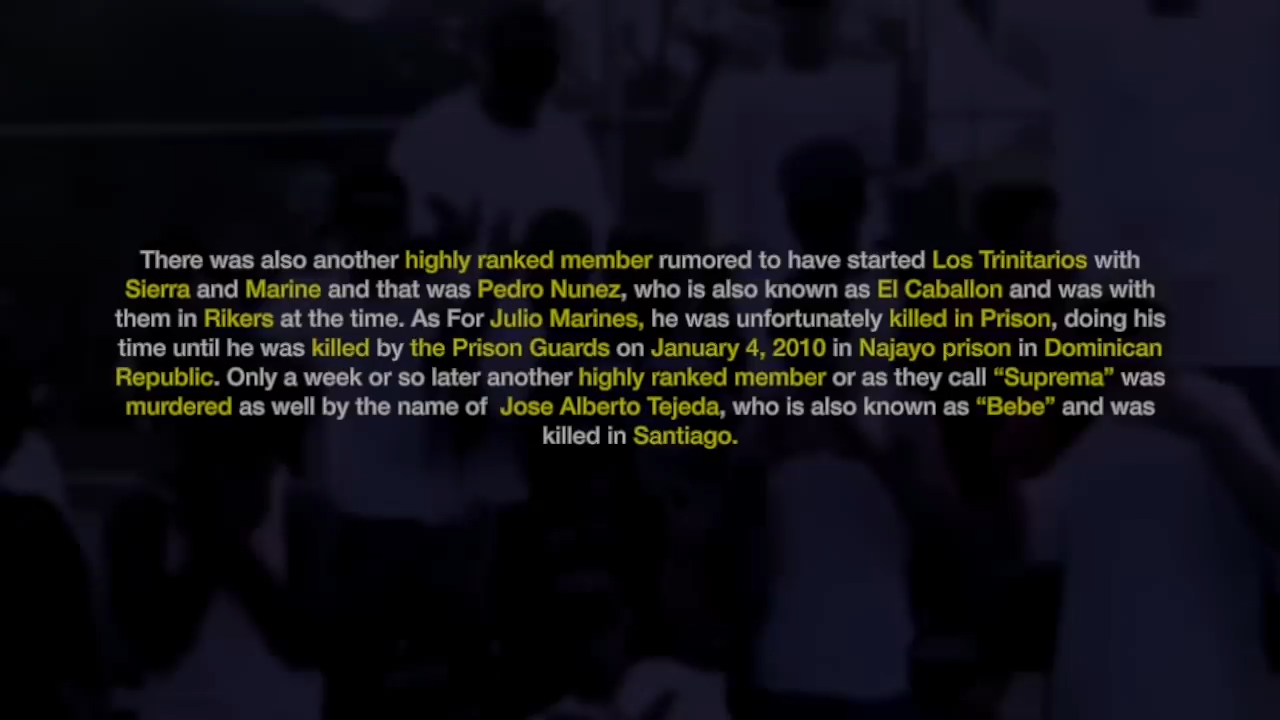 There was also another highly ranked member rumored to have started Los Trinitarios with
Sierra and Marine and that was Pedro Nunez, who is also known as El Caballon and was with
them in Rikers at the time. As For Julio Marines, he was unfortunately killed in Prison, doing his
time until he was killed by the Prison Guards on January 4, 2010 in Najayo prison in Dominican
Republic. Only a week or so later another highly ranked member or as they call “Suprema” was
murdered as well by the name of Jose Alberto Tejeda, who is also known as “Bebe” and was
killed in Santiago.